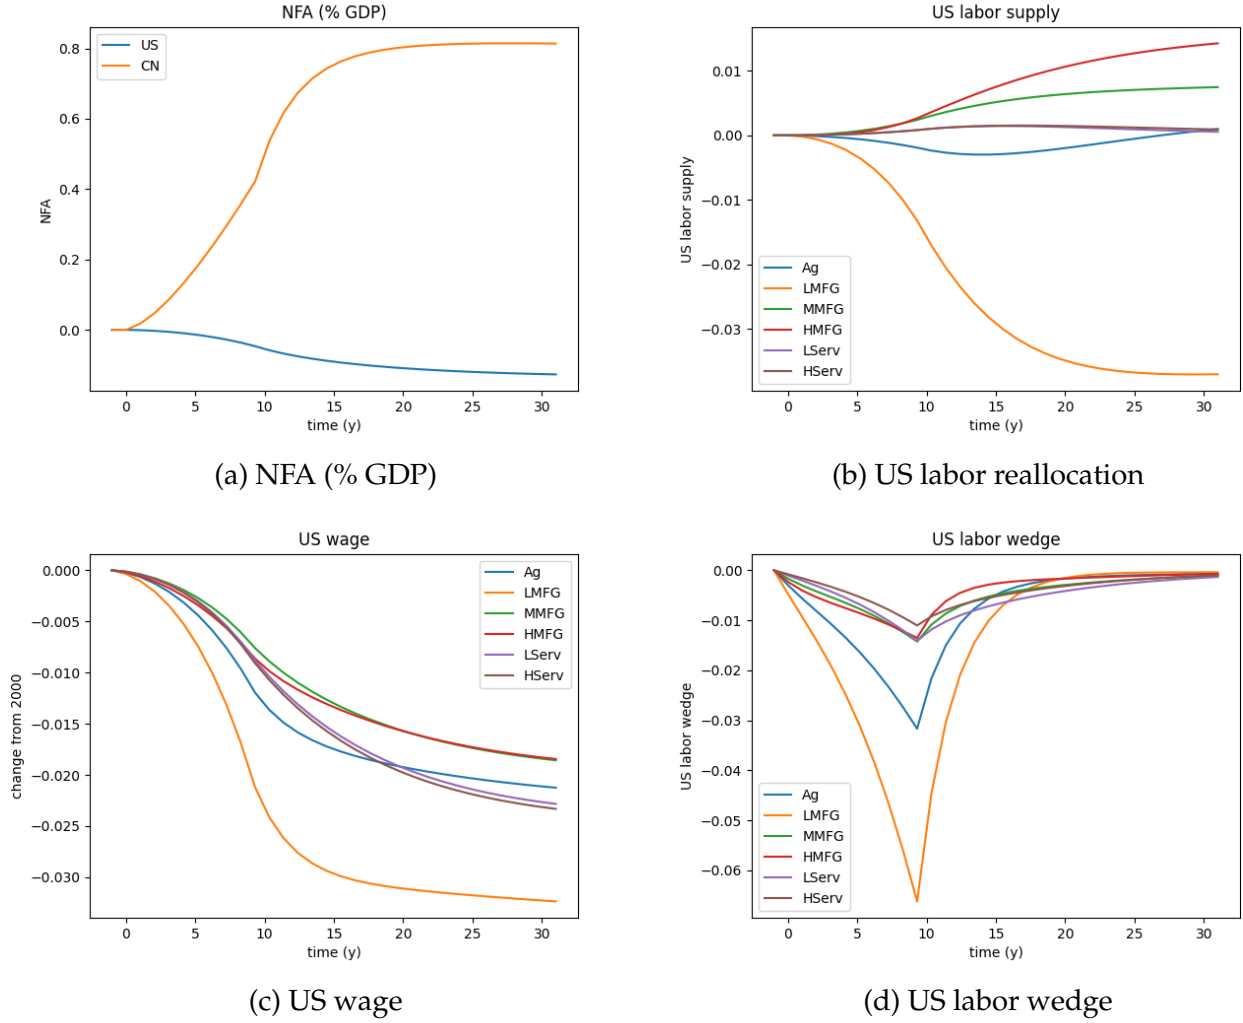 NFA (% GDP)
NFA
0.8
0.6
0.4
0.2
0.0
US
CN
0 5 10 15 20 25 30
time (y)
(a) NFA (% GDP)
US labor supply
US labor supply
0.01
0.00
−0.01
−0.02
−0.03
Ag
LMFG
MMFG
HMFG
LServ
HServ
0 5 10 15 20 25 30
time (y)
(b) US labor reallocation
US wage
change from 2000
0.000
−0.005
−0.010
−0.015
−0.020
−0.025
−0.030
Ag
LMFG
MMFG
HMFG
LServ
HServ
0 5 10 15 20 25 30
time (y)
(c) US wage
US labor wedge
US labor wedge
0.00
−0.01
−0.02
−0.03
−0.04
−0.05
−0.06
Ag
LMFG
MMFG
HMFG
LServ
HServ
0 5 10 15 20 25 30
time (y)
(d) US labor wedge